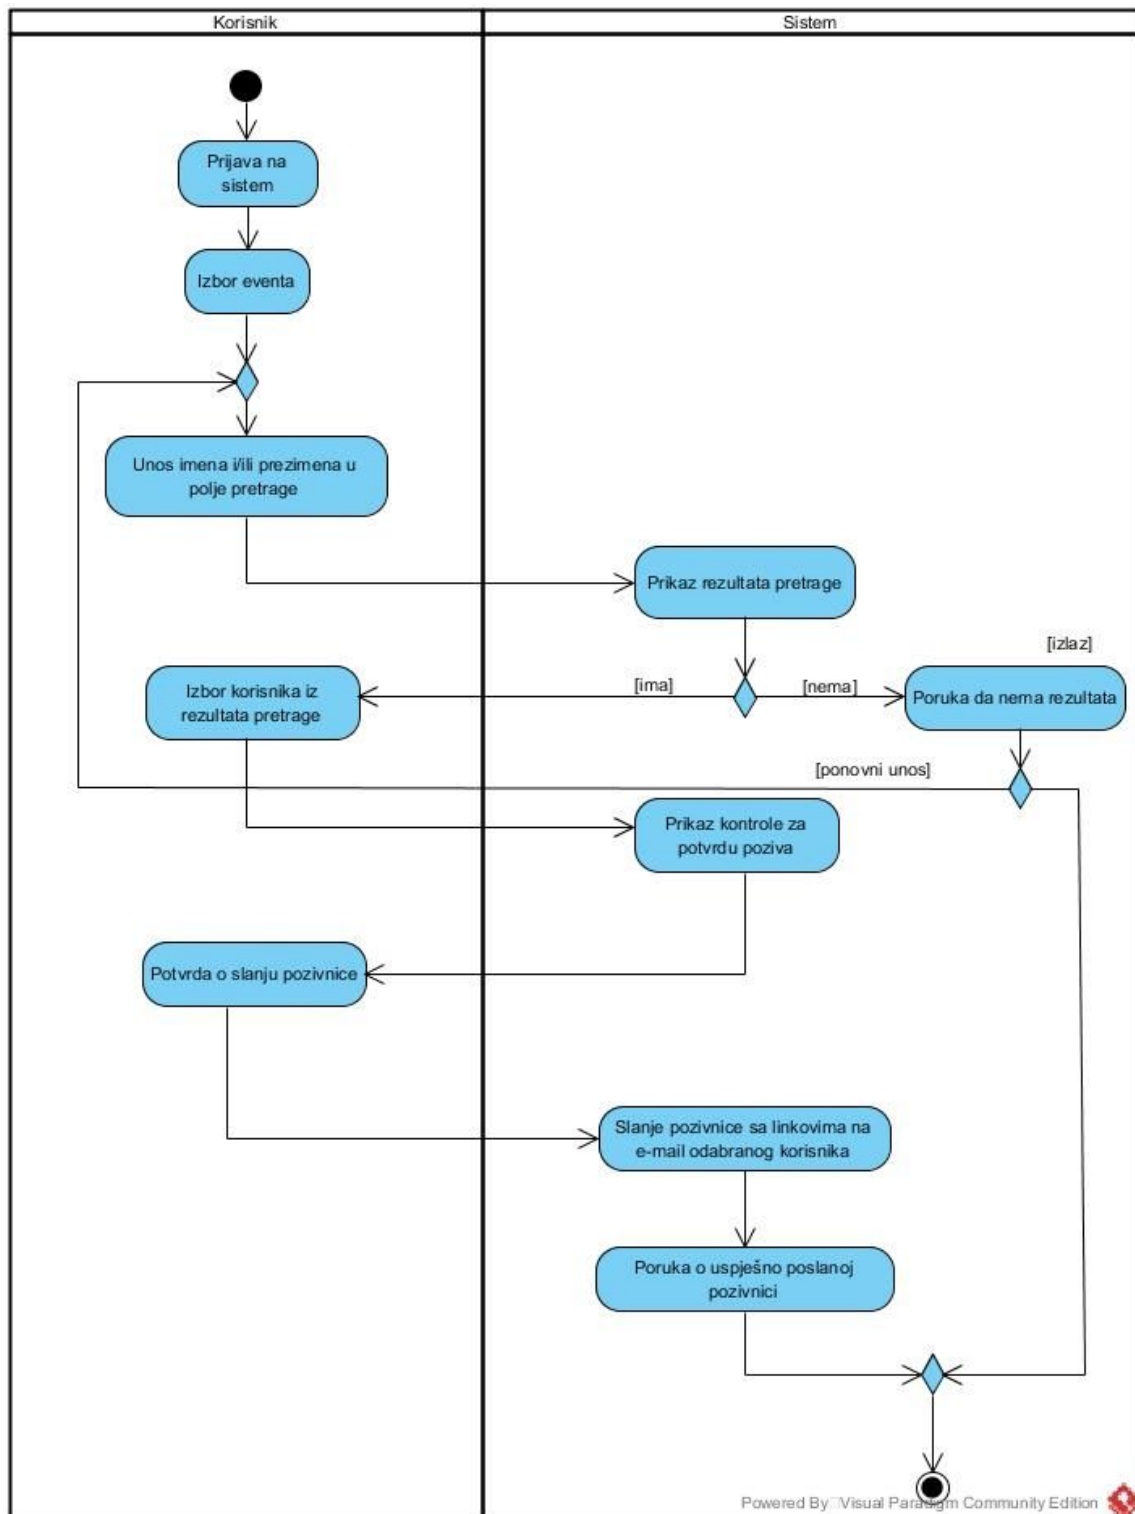 Korisnik
Sistem
Prijava na
sistem
Izbor eventa
Unos imena i/ili prezimena u
polje pretrage
Prikaz rezultata pretrage
[izlaz]
[ima]
[nema]
Izbor korisnika iz
rezultata pretrage
Poruka da nema rezultata
[ponovni unos]
Prikaz kontrole za
potvrdu poziva
Potvrda o slanju pozivnice
Slanje pozivnice sa linkovima na
e-mail odabranog korisnika
Poruka o uspješno poslanoj
pozivnici
Powered By Visual Paradigm Community Edition